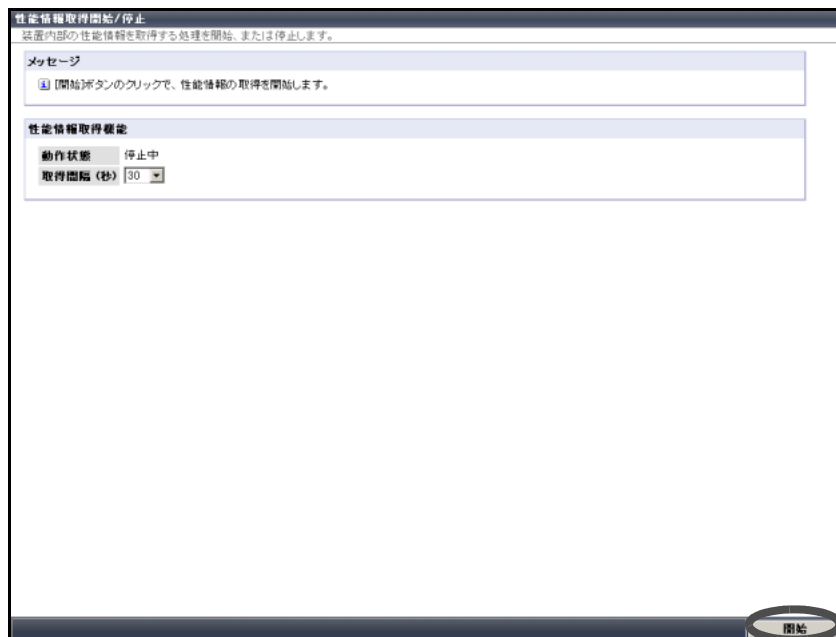 性能情報取得開始/停止
装置内部の性能情報を取得する処理を開始、または停止します。
メッセージ
[開始]ボタンのクリックで、性能情報の取得を開始します。
性能情報取得機能
動作状態 停止中
取得間隔（秒） 30
開始